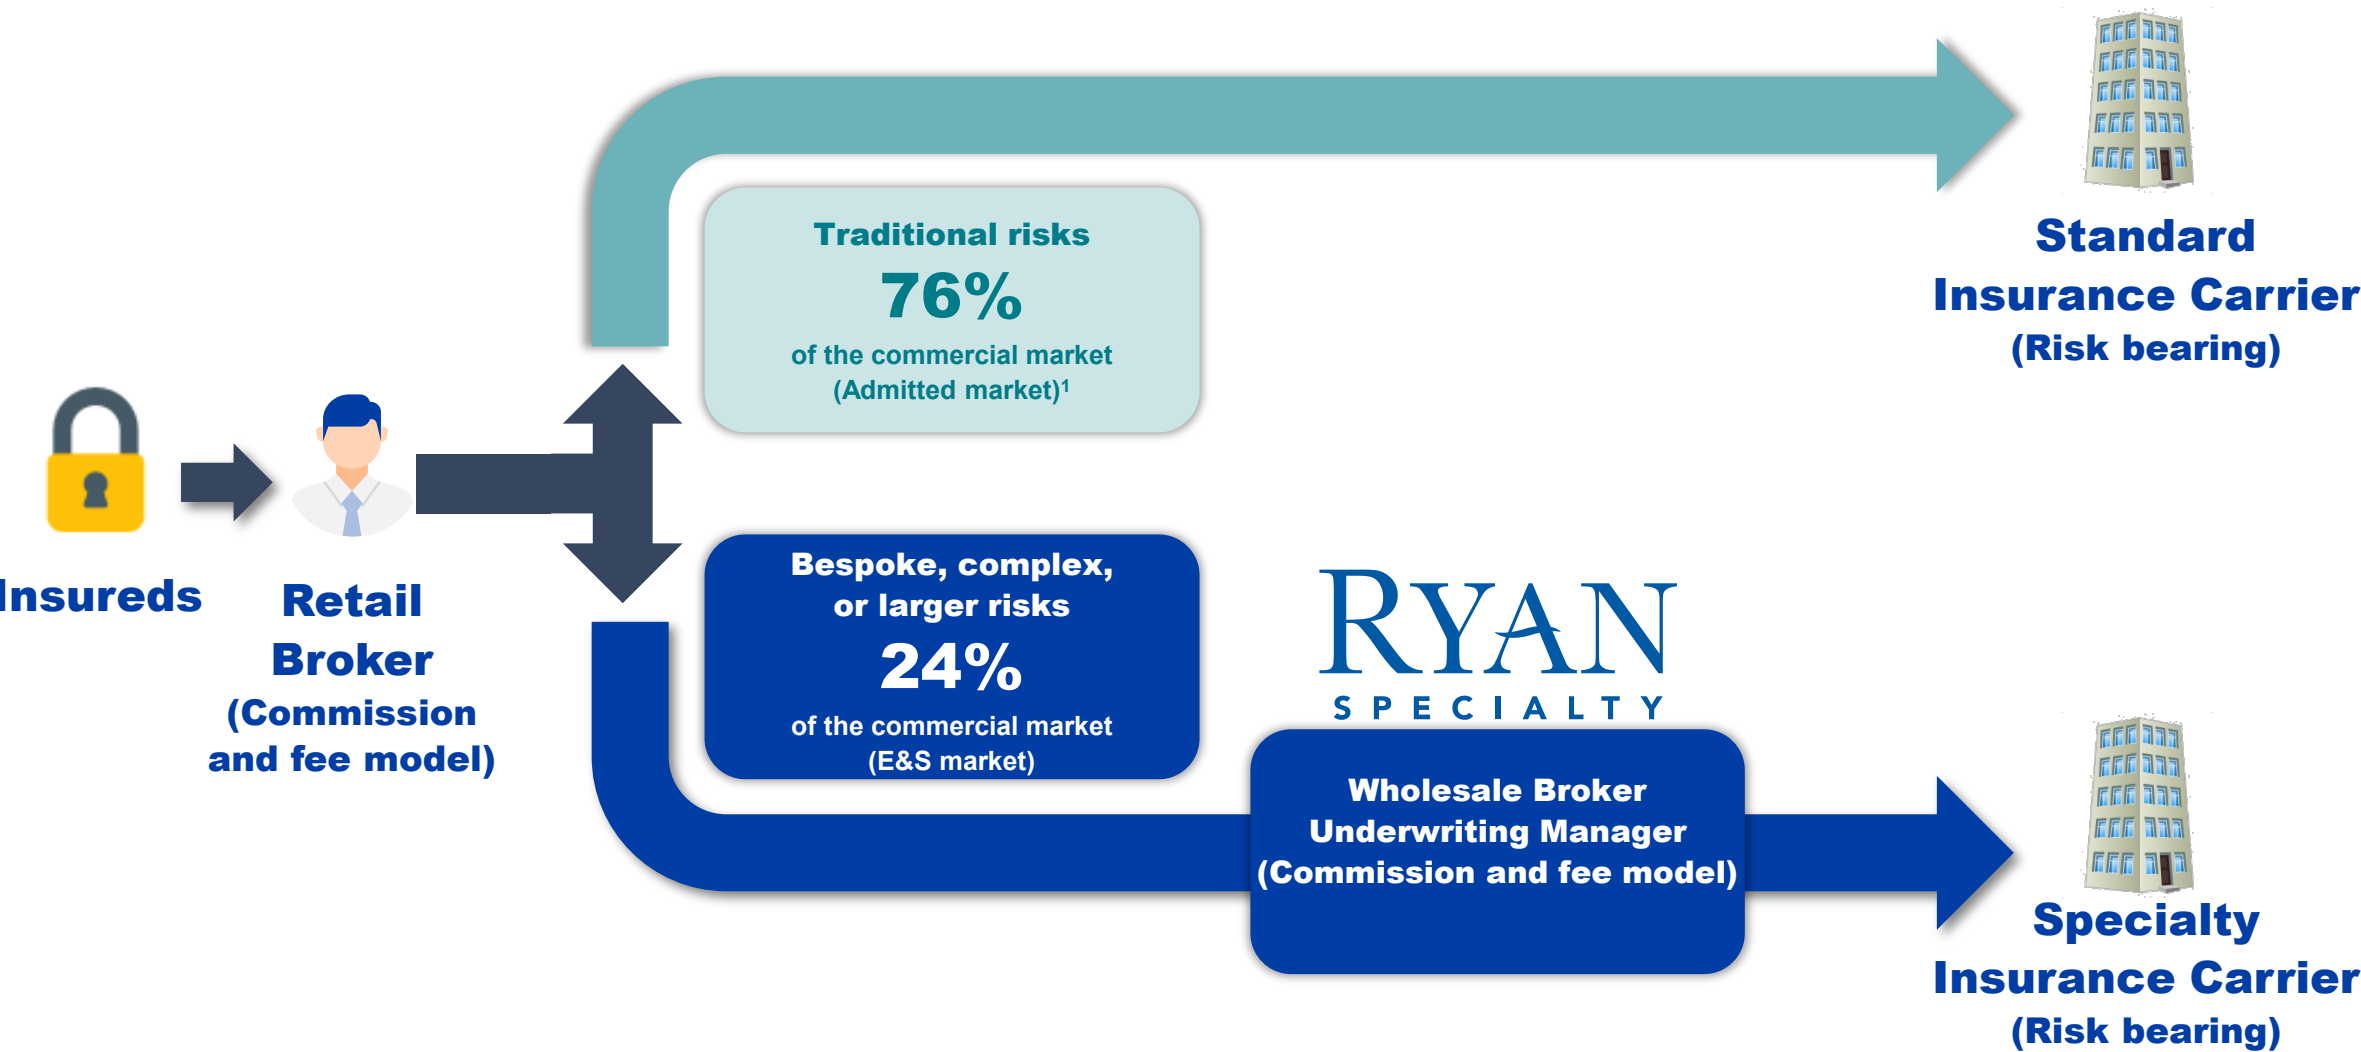 Insureds
Retail
Broker
(Commission
and fee model)
Traditional risks
76%
of the commercial market
(Admitted market)¹
Bespoke, complex,
or larger risks
24%
of the commercial market
(E&S market)
RYAN
SPECIALTY
Wholesale Broker
Underwriting Manager
(Commission and fee model)
Standard
Insurance Carrier
(Risk bearing)
Specialty
Insurance Carrier
(Risk bearing)